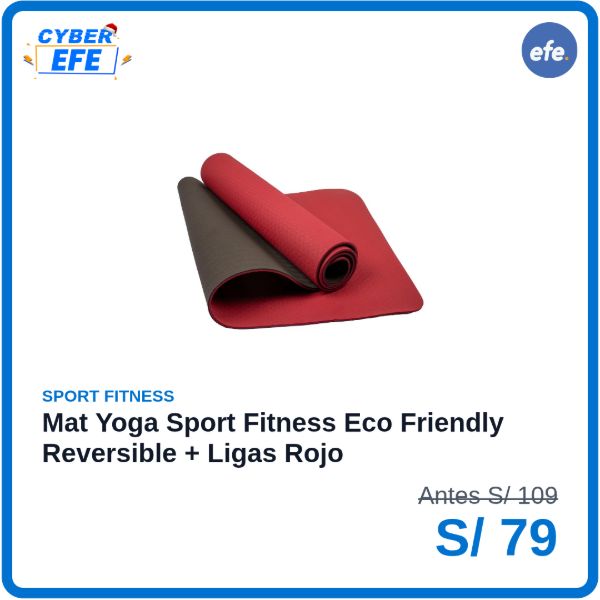 CYBER
EFE
efe.
SPORT FITNESS
Mat Yoga Sport Fitness Eco Friendly
Reversible + Ligas Rojo
Antes S/ 109
S/ 79